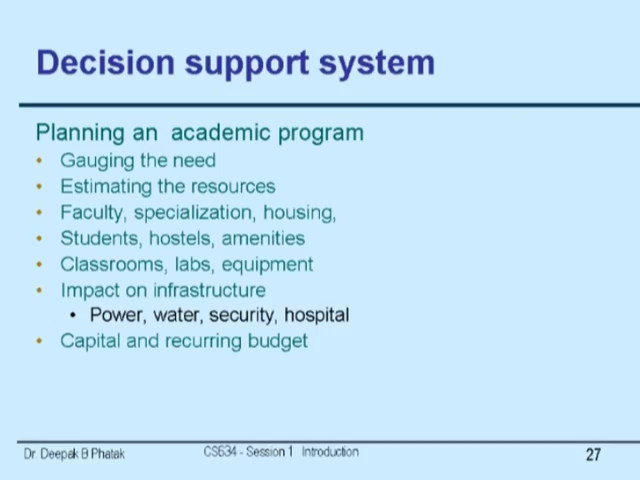 Decision support system
Planning an academic program
• Gauging the need
• Estimating the resources
• Faculty, specialization, housing,
• Students, hostels, amenities
• Classrooms, labs, equipment
• Impact on infrastructure
• Power, water, security, hospital
• Capital and recurring budget
Dr. Deepak B Phatak CS634 - Session 1 Introduction 27